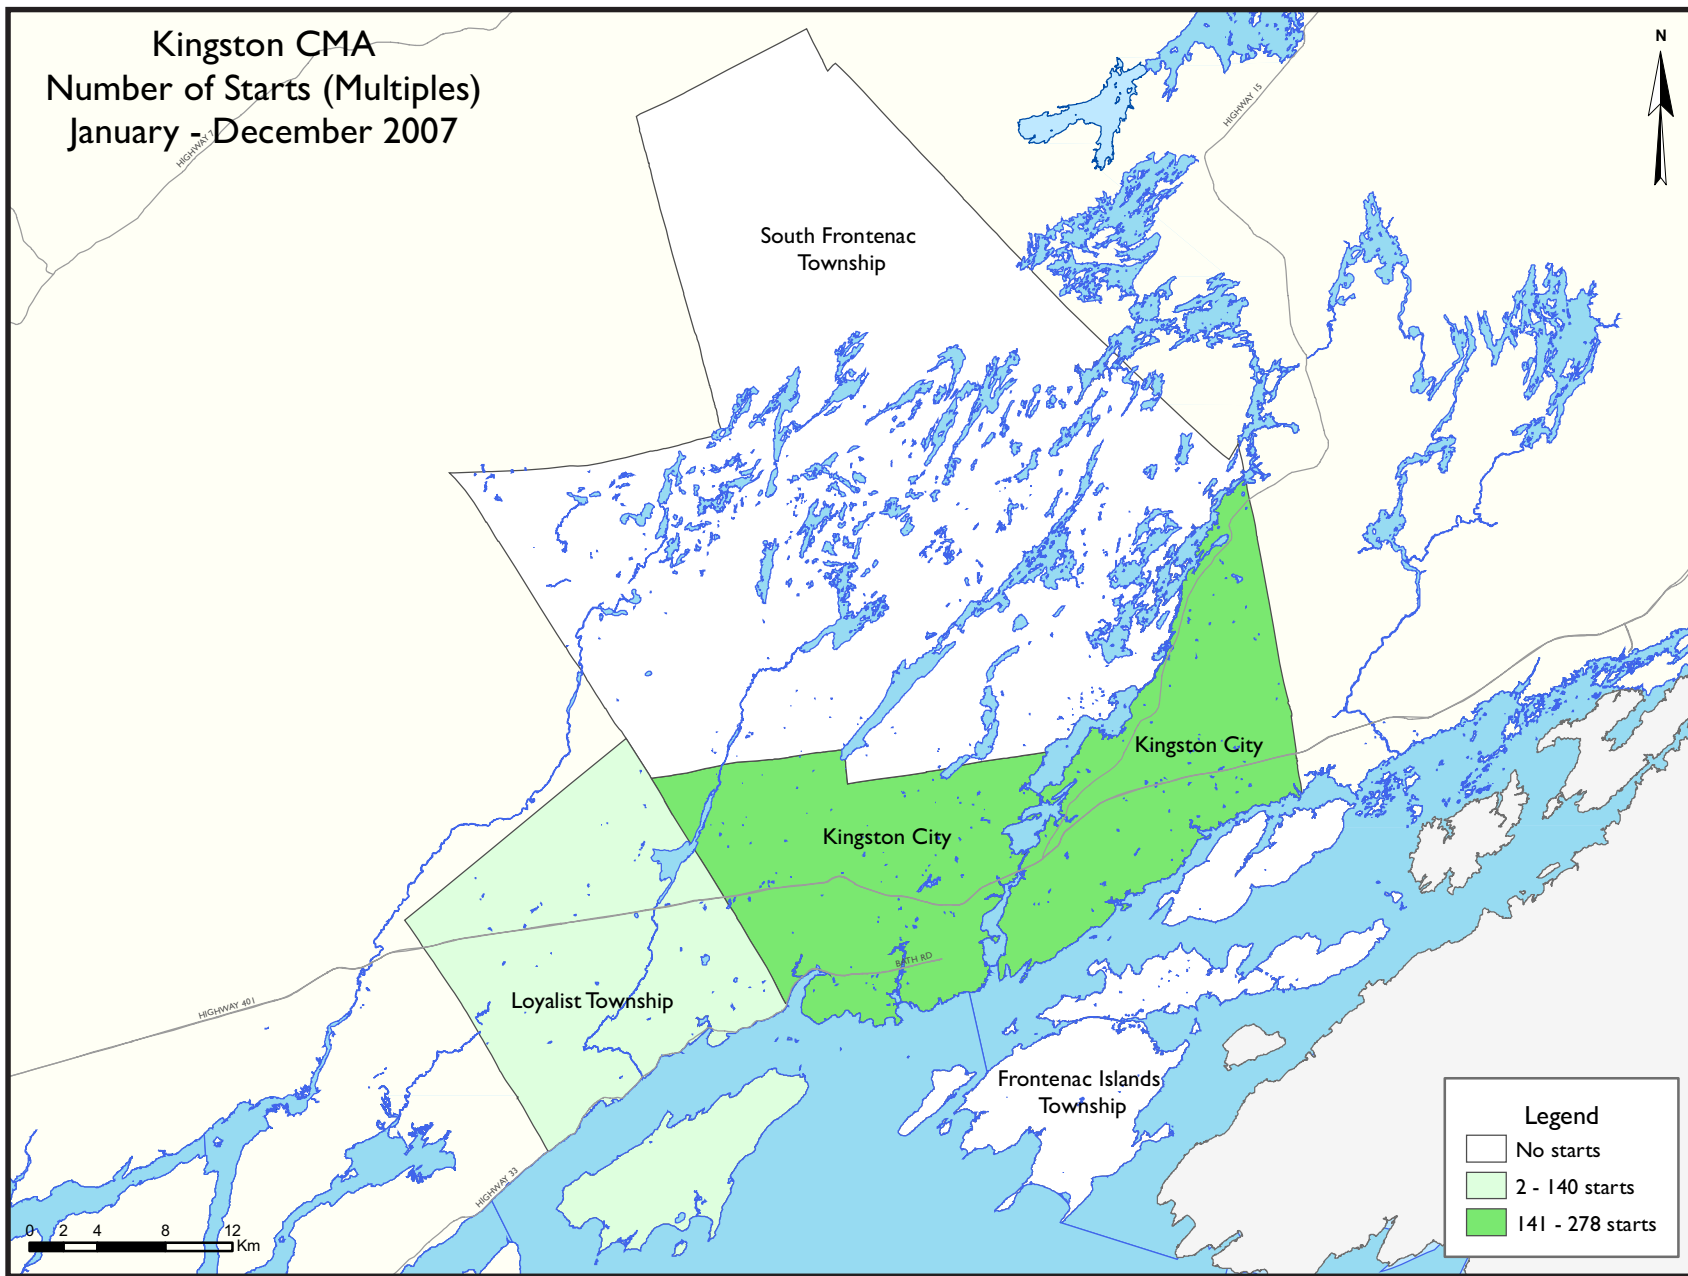 Kingston CMA
Number of Starts (Multiples)
January - December 2007
N
HIGHWAY 7
HIGHWAY 15
South Frontenac
Township
Kingston City
Kingston City
BATH RD
Loyalist Township
HIGHWAY 401
Frontenac Islands
Township
HIGHWAY 33
Legend
No starts
2 - 140 starts
141 - 278 starts
0 2 4 8 12
Km